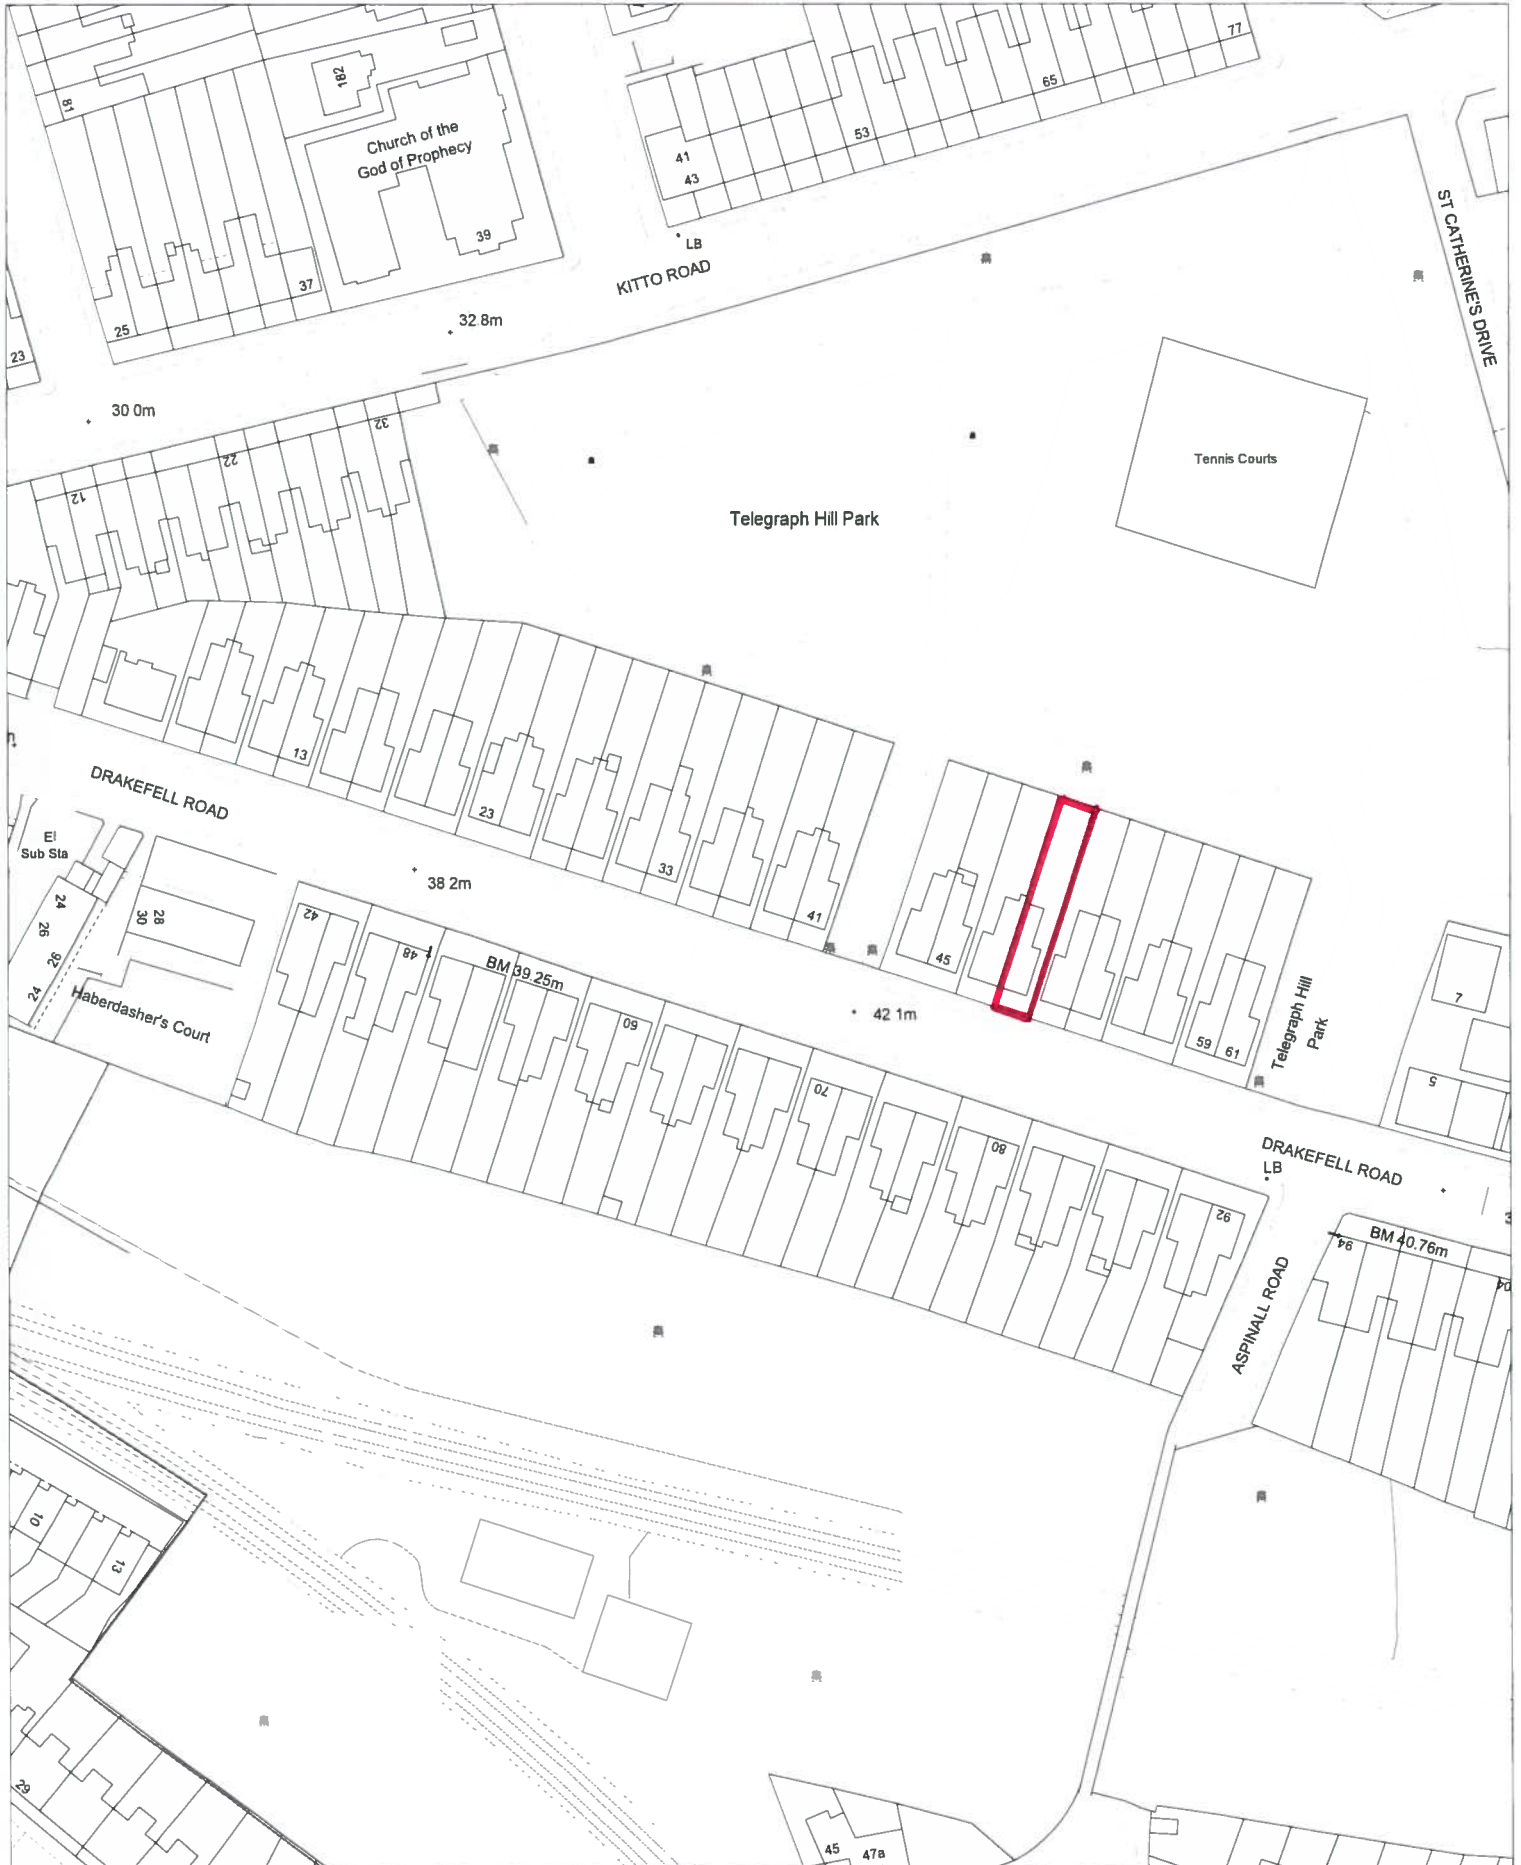 77
182
65
81
Church of the
God of Prophecy
53
41
43
39
LB
KITTO ROAD
ST CATHERINE'S DRIVE
37
25
32.8m
23
30 0m
32
22
12
Tennis Courts
Telegraph Hill Park
13
DRAKEFELL ROAD
23
33
41
El
Sub Sta
38 2m
24
26
26
24
28
30
42
48
BM 39.25m
45
Haberdasher's Court
42 1m
60
59
61
Telegraph Hill
Park
7
5
70
80
DRAKEFELL ROAD
LB
92
94
BM 40.76m
ASPINALL ROAD
10
13
29
45
47a